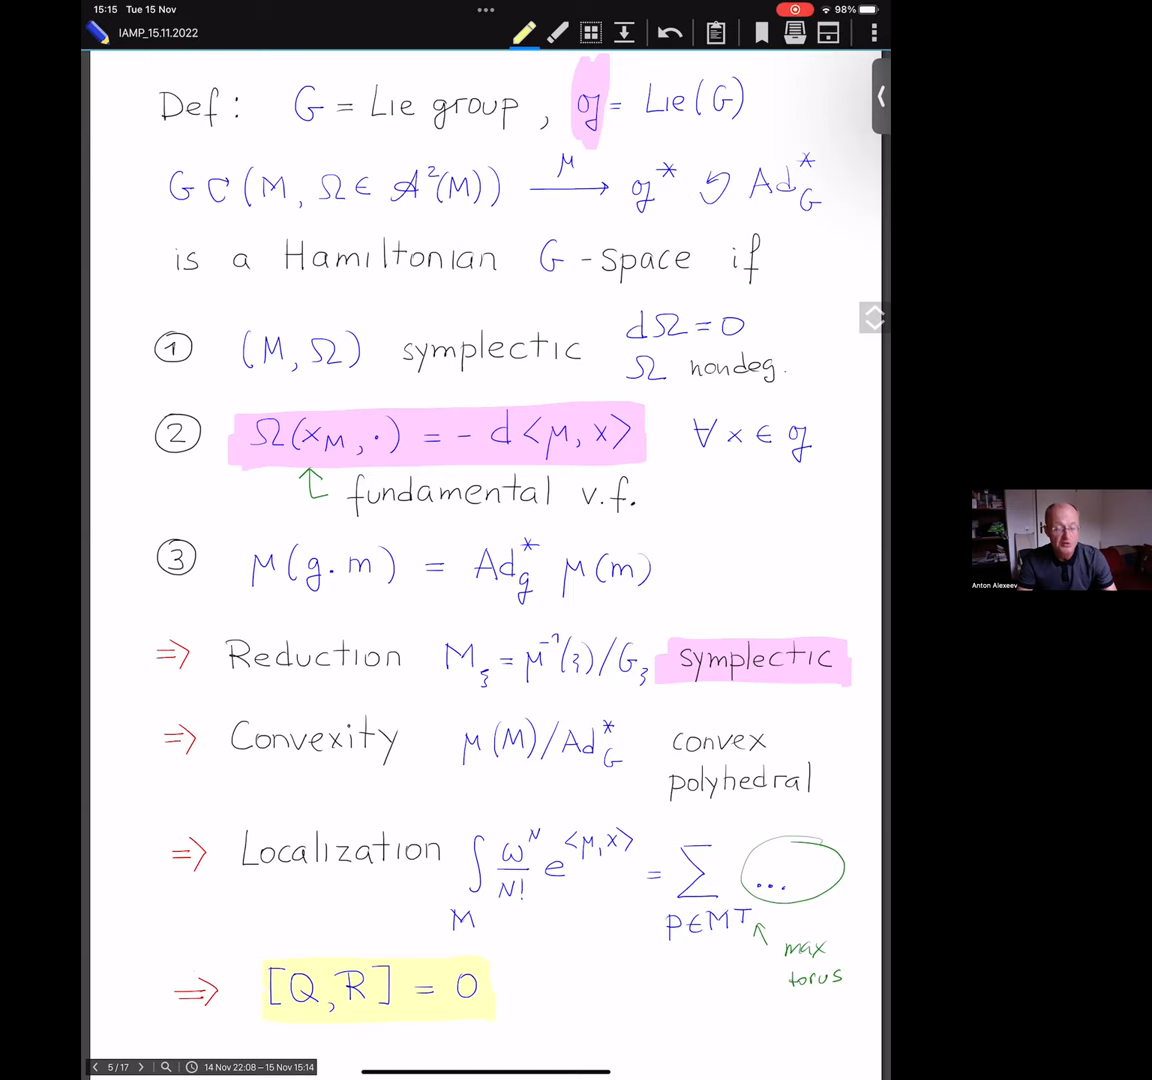 15:15 Tue 15 Nov
98%
IAMP_15.11.2022
Def: G = Lie group, 𝔤 = Lie(G)
G ⟳ (M, Ω ∈ 𝒜²(M)) —μ→ 𝔤* ⟲ Ad*_G
is a Hamiltonian G-space if
① (M, Ω) symplectic dΩ = 0
Ω nondeg.
② Ω(x_M, ·) = - d<μ, x> ∀ x ∈ 𝔤
↑ fundamental v.f.
③ μ(g.m) = Ad*_g μ(m)
⇒ Reduction M_ξ = μ⁻¹(ξ)/G_ξ symplectic
⇒ Convexity μ(M)/Ad*_G convex
polyhedral
⇒ Localization ∫_M ω^N/N! e^<μ,x> = Σ_{p∈M^T} ...
max
torus
⇒ [Q, R] = 0
Anton Alexeev
5/17 14 Nov 22:08 – 15 Nov 15:14